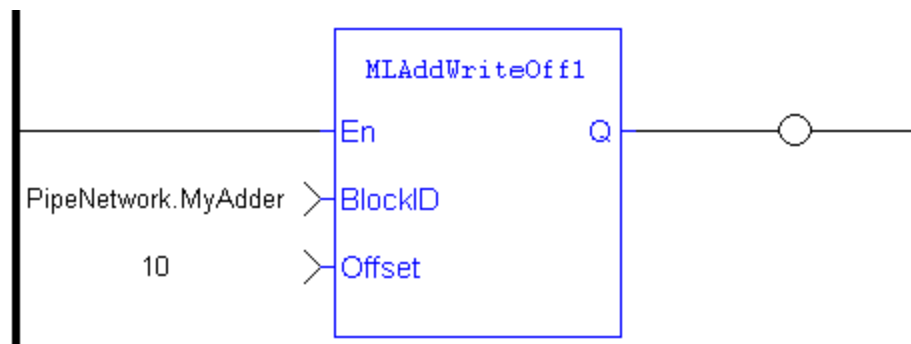 MLAddWriteOff1
En Q
PipeNetwork.MyAdder BlockID
10 Offset